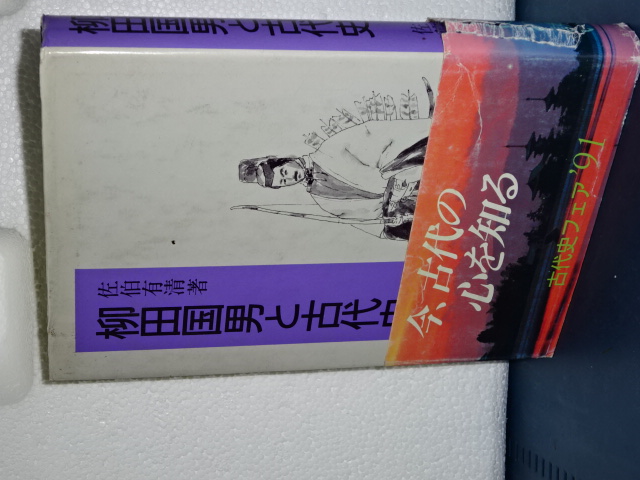 柳田国男と古代史
佐伯有清著
柳田国男と古代史
今、古代の
心を知る
古代史フェア'91